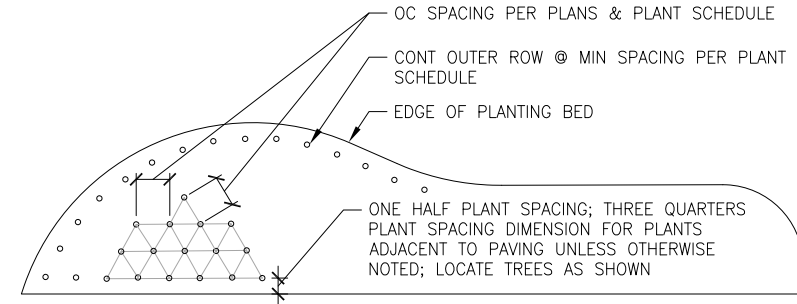 OC SPACING PER PLANS & PLANT SCHEDULE
CONT OUTER ROW @ MIN SPACING PER PLANT
SCHEDULE
EDGE OF PLANTING BED
ONE HALF PLANT SPACING; THREE QUARTERS
PLANT SPACING DIMENSION FOR PLANTS
ADJACENT TO PAVING UNLESS OTHERWISE
NOTED; LOCATE TREES AS SHOWN